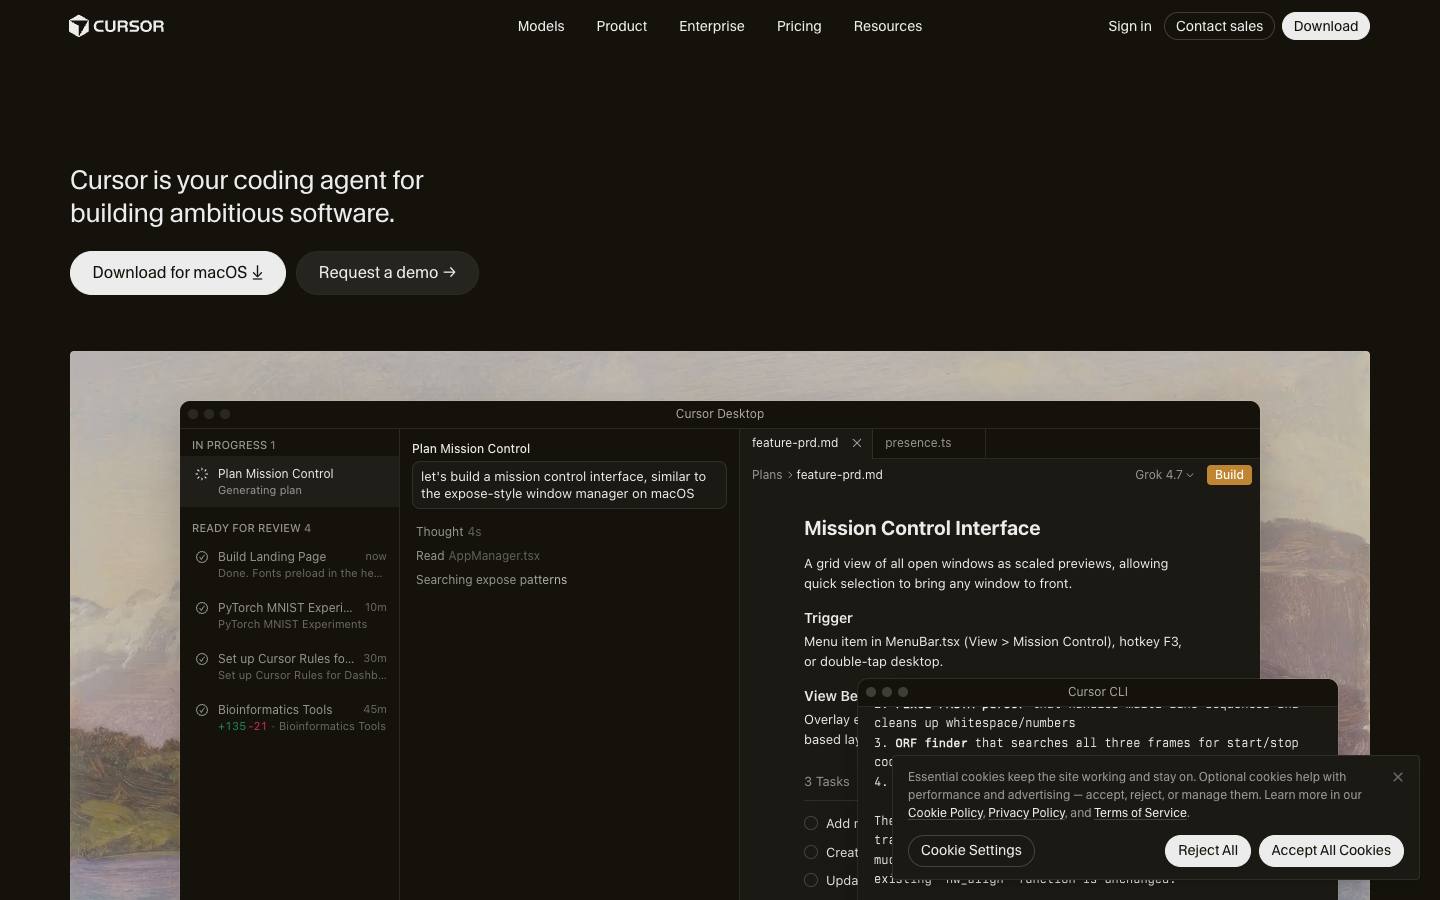 CURSOR
Models
Product
Enterprise
Pricing
Resources
Sign in
Contact sales
Download
Cursor is your coding agent for
building ambitious software.
Download for macOS ↓
Request a demo →
Cursor Desktop
IN PROGRESS 1
Plan Mission Control
Generating plan
READY FOR REVIEW 4
Build Landing Page now
Done. Fonts preload in the he...
PyTorch MNIST Experi... 10m
PyTorch MNIST Experiments
Set up Cursor Rules fo... 30m
Set up Cursor Rules for Dashb...
Bioinformatics Tools 45m
+135 -21 · Bioinformatics Tools
Plan Mission Control
let's build a mission control interface, similar to
the expose-style window manager on macOS
Thought 4s
Read AppManager.tsx
Searching expose patterns
feature-prd.md
presence.ts
Plans > feature-prd.md
Grok 4.7
Build
Mission Control Interface
A grid view of all open windows as scaled previews, allowing
quick selection to bring any window to front.
Trigger
Menu item in MenuBar.tsx (View > Mission Control), hotkey F3,
or double-tap desktop.
View Be
Overlay
based
3 Tasks
Add
Creat
Upda
Cursor CLI
cleans up whitespace/numbers
3. ORF finder that searches all three frames for start/stop
4.
The
Essential cookies keep the site working and stay on. Optional cookies help with
performance and advertising — accept, reject, or manage them. Learn more in our
Cookie Policy, Privacy Policy, and Terms of Service.
Cookie Settings
Reject All
Accept All Cookies